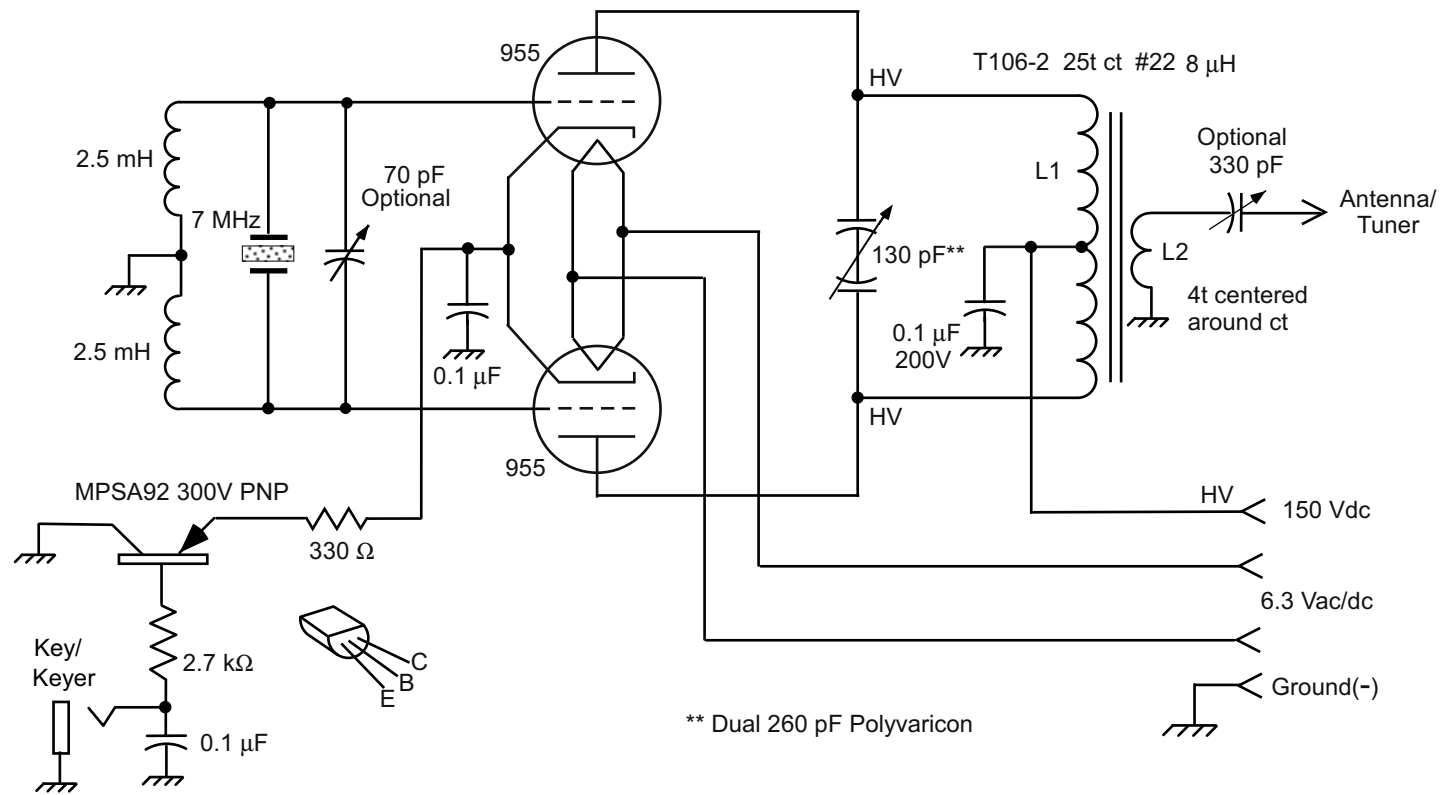 955
T106-2 25t ct #22 8 µH
HV
2.5 mH
70 pF
Optional
7 MHz
L1
Optional
330 pF
Antenna/
Tuner
130 pF**
L2
4t centered
around ct
0.1 µF
200V
2.5 mH
0.1 µF
HV
955
MPSA92 300V PNP
330 Ω
HV
150 Vdc
6.3 Vac/dc
Key/
Keyer
2.7 kΩ
C
B
E
Ground(-)
** Dual 260 pF Polyvaricon
0.1 µF